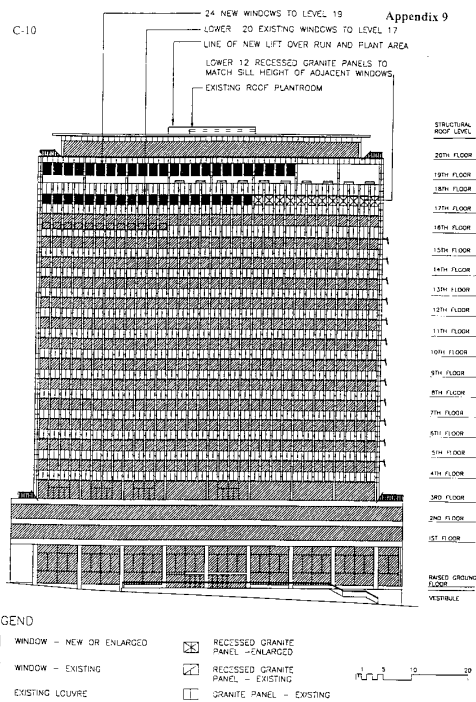 C-10
Appendix 9
24 NEW WINDOWS TO LEVEL 19
LOWER 20 EXISTING WINDOWS TO LEVEL 17
LINE OF NEW LIFT OVER RUN AND PLANT AREA
LOWER 12 RECESSED GRANITE PANELS TO
MATCH SILL HEIGHT OF ADJACENT WINDOWS
EXISTING ROOF PLANTROOM
STRUCTURAL
ROOF LEVEL
20TH FLOOR
19TH FLOOR
18TH FLOOR
17TH FLOOR
16TH FLOOR
15TH FLOOR
14TH FLOOR
13TH FLOOR
12TH FLOOR
11TH FLOOR
10TH FLOOR
9TH FLOOR
8TH FLOOR
7TH FLOOR
6TH FLOOR
5TH FLOOR
4TH FLOOR
3RD FLOOR
2ND FLOOR
1ST FLOOR
RAISED GROUND
FLOOR
VESTIBULE
GEND
WINDOW - NEW OR ENLARGED
WINDOW - EXISTING
EXISTING LOUVRE
RECESSED GRANITE
PANEL -ENLARGED
RECESSED GRANITE
PANEL - EXISTING
GRANITE PANEL - EXISTING
1 5 10 20